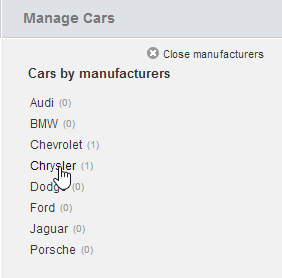 Manage Cars
Close manufacturers
Cars by manufacturers
Audi (0)
BMW (0)
Chevrolet (1)
Chrysler (1)
Dodge (0)
Ford (0)
Jaguar (0)
Porsche (0)